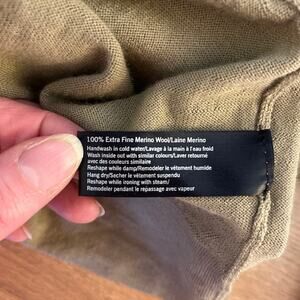 100% Extra Fine Merino Wool/Laine Merino
Handwash in cold water/Lavage à la main à l'eau froid
Wash inside out with similar colours/Laver retourné
avec des couleurs similaire
Reshape while damp/Remodeler le vêtement humide
Hang dry/Secher le vêtement suspendu
Reshape while ironing with steam/
Remodeler pendant le repassage avec vapeur